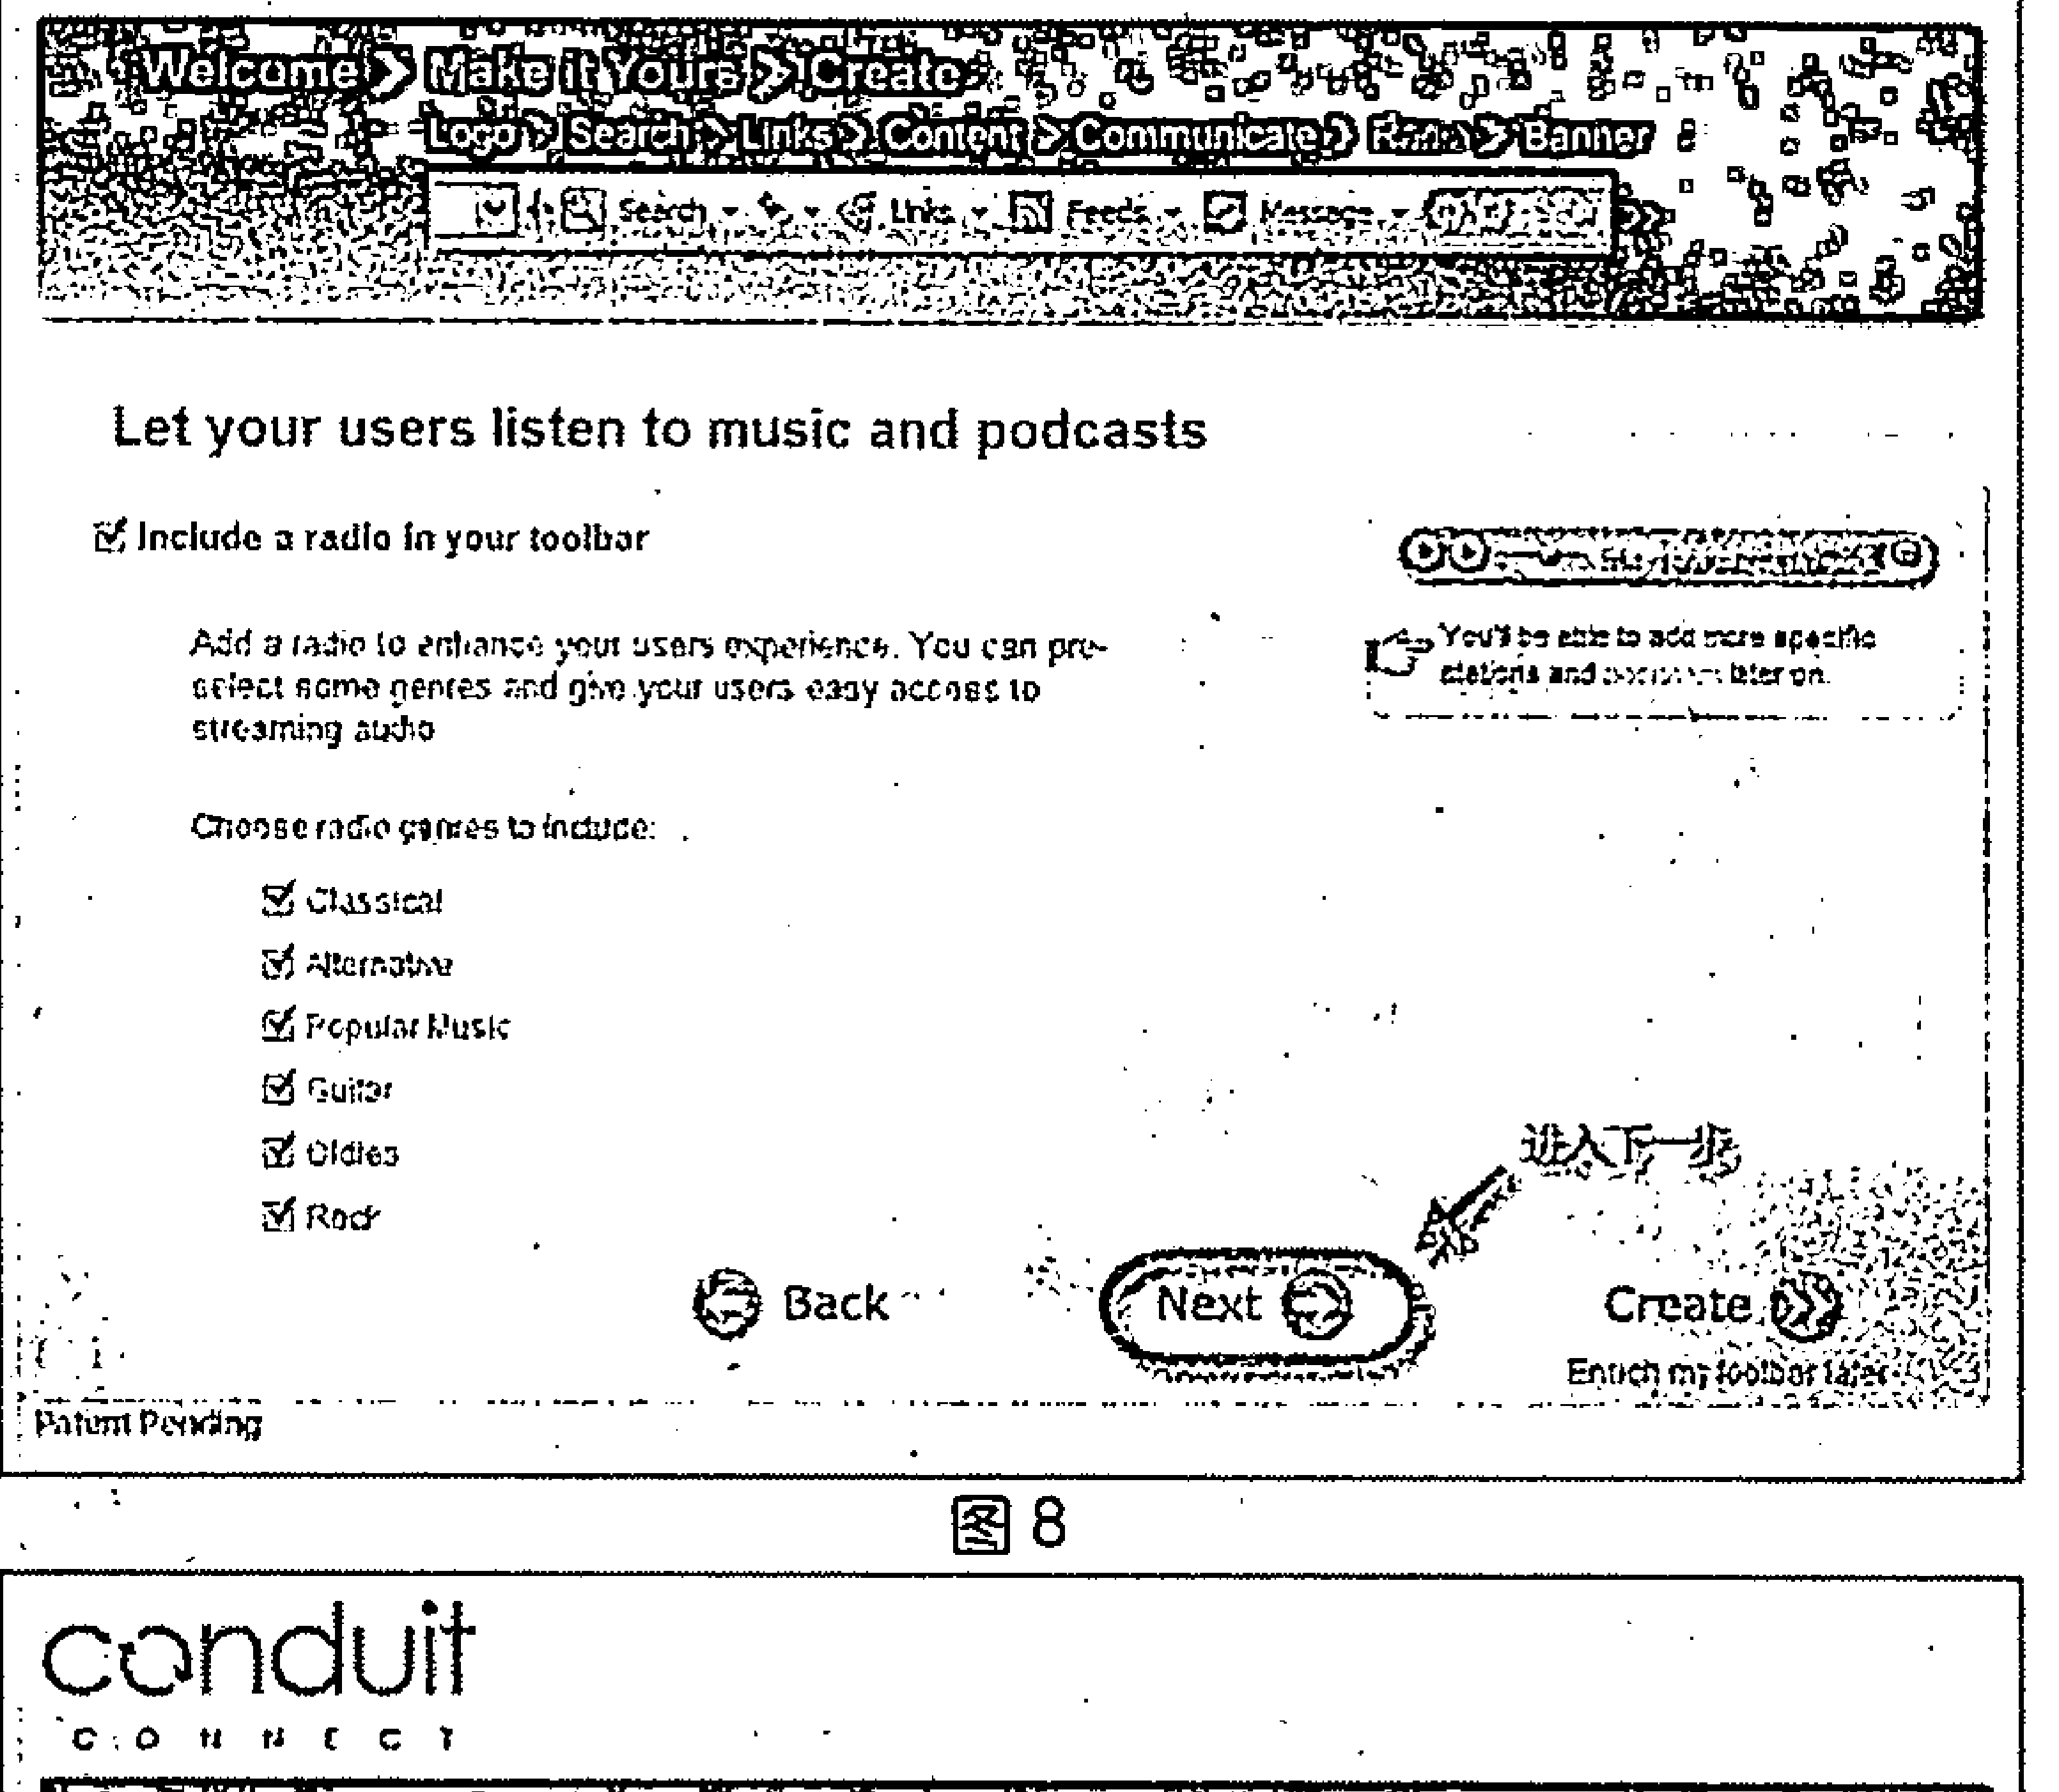 Welcome > Make it Yours > Create
Logo > Search > Links > Content > Communicate > Radio > Banner
Search Links Feeds Message
Let your users listen to music and podcasts
Include a radio in your toolbar
Add a radio to enhance your users experience. You can pre-
select some genres and give your users easy access to
streaming audio
You'll be able to add more specific
stations and podcasts later on.
Choose radio genres to include:
Classical
Alternative
Popular Music
Guitar
Oldies
Rock
进入下一步
Back Next Create
Enrich my toolbar later
Patent Pending
图 8
conduit
CONNECT